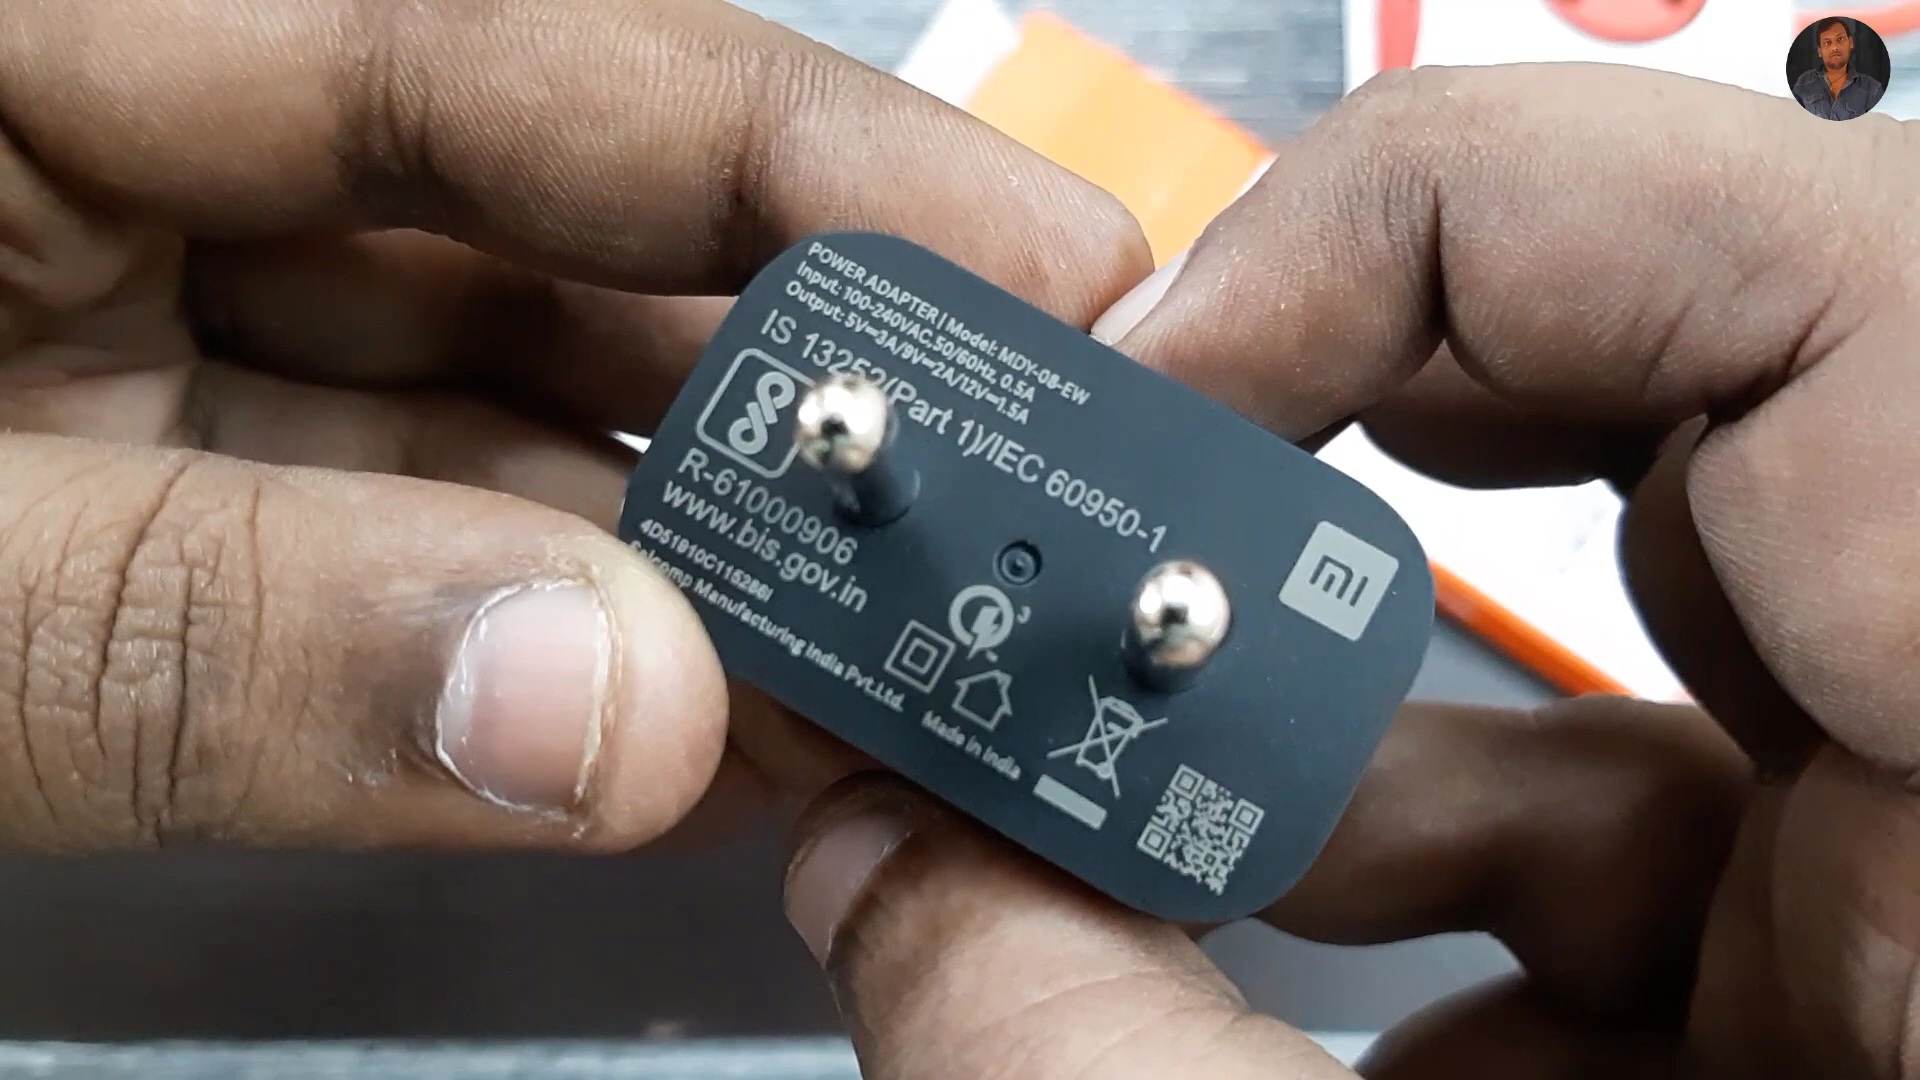 POWER ADAPTER | Model: MDY-08-EW
Input: 100-240VAC, 50/60Hz, 0.5A
Output: 5V⎓3A/9V⎓2A/12V⎓1.5A
IS 13252(Part 1)/IEC 60950-1
R-61000906
www.bis.gov.in
4D51910C115286I
Salcomp Manufacturing India Pvt.Ltd.
Made in India
3
mi